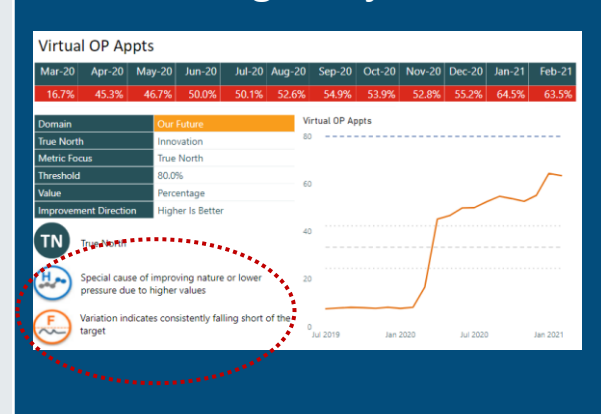 Virtual OP Appts
Mar-20 Apr-20 May-20 Jun-20 Jul-20 Aug-20 Sep-20 Oct-20 Nov-20 Dec-20 Jan-21 Feb-21
16.7% 45.3% 46.7% 50.0% 50.1% 52.6% 54.9% 53.9% 52.8% 55.2% 64.5% 63.5%
Domain Our Future
True North Innovation
Metric Focus True North
Threshold 80.0%
Value Percentage
Improvement Direction Higher Is Better
TN True North
H Special cause of improving nature or lower
pressure due to higher values
F Variation indicates consistently falling short of the
target
Virtual OP Appts
80
60
40
20
0
Jul 2019 Jan 2020 Jul 2020 Jan 2021